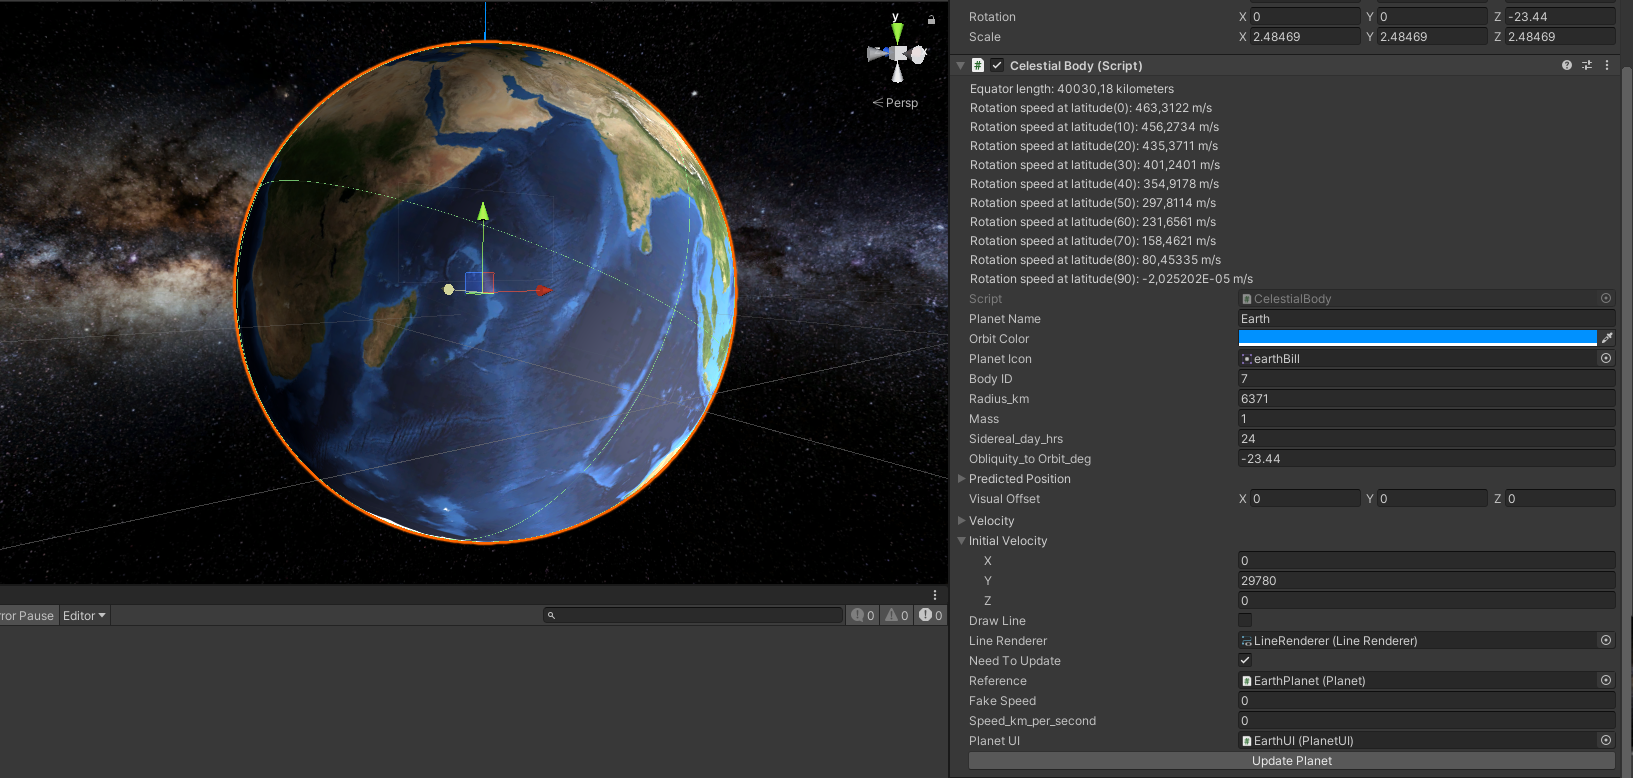 y
x
Persp
Rotation X 0 Y 0 Z -23.44
Scale X 2.48469 Y 2.48469 Z 2.48469
# Celestial Body (Script)
Equator length: 40030,18 kilometers
Rotation speed at latitude(0): 463,3122 m/s
Rotation speed at latitude(10): 456,2734 m/s
Rotation speed at latitude(20): 435,3711 m/s
Rotation speed at latitude(30): 401,2401 m/s
Rotation speed at latitude(40): 354,9178 m/s
Rotation speed at latitude(50): 297,8114 m/s
Rotation speed at latitude(60): 231,6561 m/s
Rotation speed at latitude(70): 158,4621 m/s
Rotation speed at latitude(80): 80,45335 m/s
Rotation speed at latitude(90): -2,025202E-05 m/s
Script CelestialBody
Planet Name Earth
Orbit Color
Planet Icon earthBill
Body ID 7
Radius_km 6371
Mass 1
Sidereal_day_hrs 24
Obliquity_to Orbit_deg -23.44
Predicted Position
Visual Offset X 0 Y 0 Z 0
Velocity
Initial Velocity
X 0
Y 29780
Z 0
Draw Line
Line Renderer LineRenderer (Line Renderer)
Need To Update
Reference EarthPlanet (Planet)
Fake Speed 0
Speed_km_per_second 0
Planet UI EarthUI (PlanetUI)
Update Planet
ror Pause Editor 0 0 0